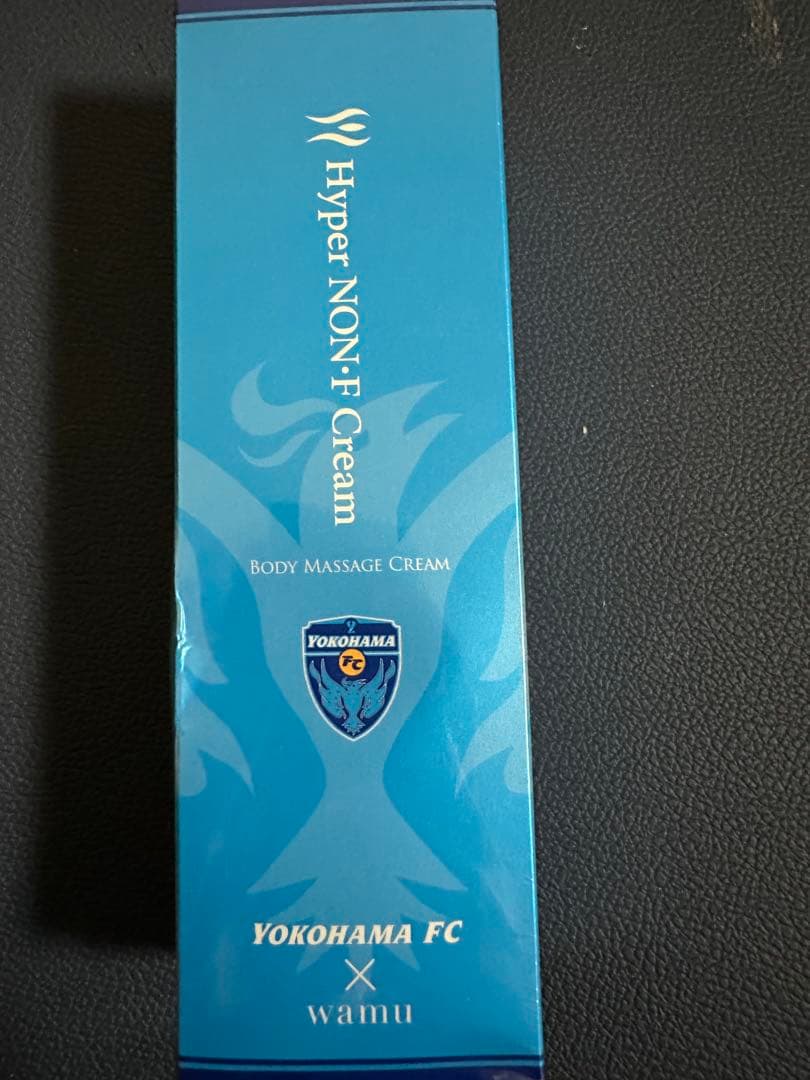 Hyper NON•F Cream
BODY MASSAGE CREAM
YOKOHAMA
FC
YOKOHAMA FC
×
wamu